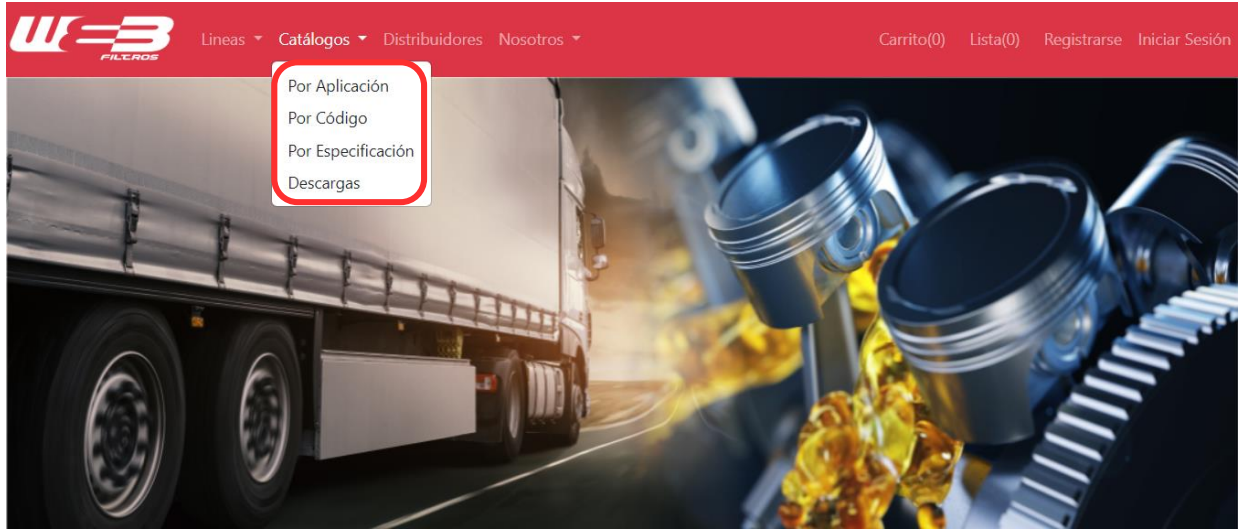 WEB
FILTROS
Lineas Catálogos Distribuidores Nosotros Carrito(0) Lista(0) Registrarse Iniciar Sesión
Por Aplicación
Por Código
Por Especificación
Descargas